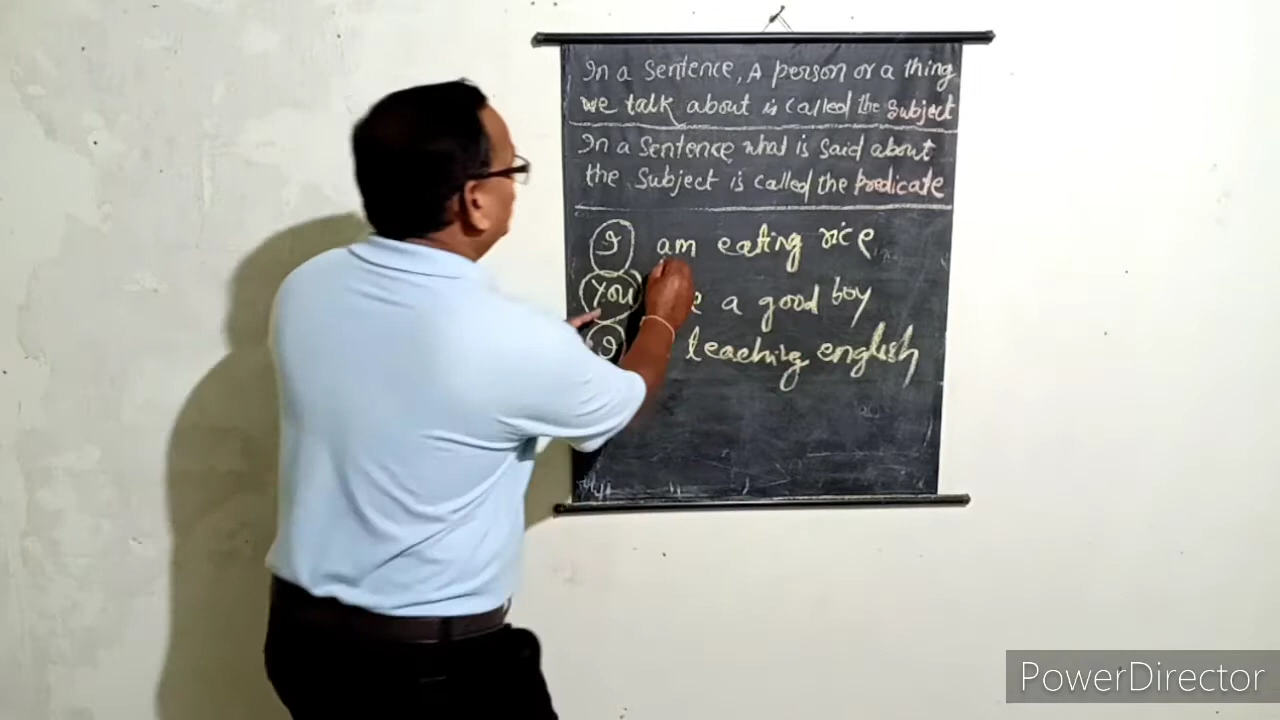 In a Sentence, A person or a thing
we talk about is called the Subject
In a Sentence what is said about
the Subject is called the Predicate
I am eating rice
You a good boy
I teaching english
PowerDirector